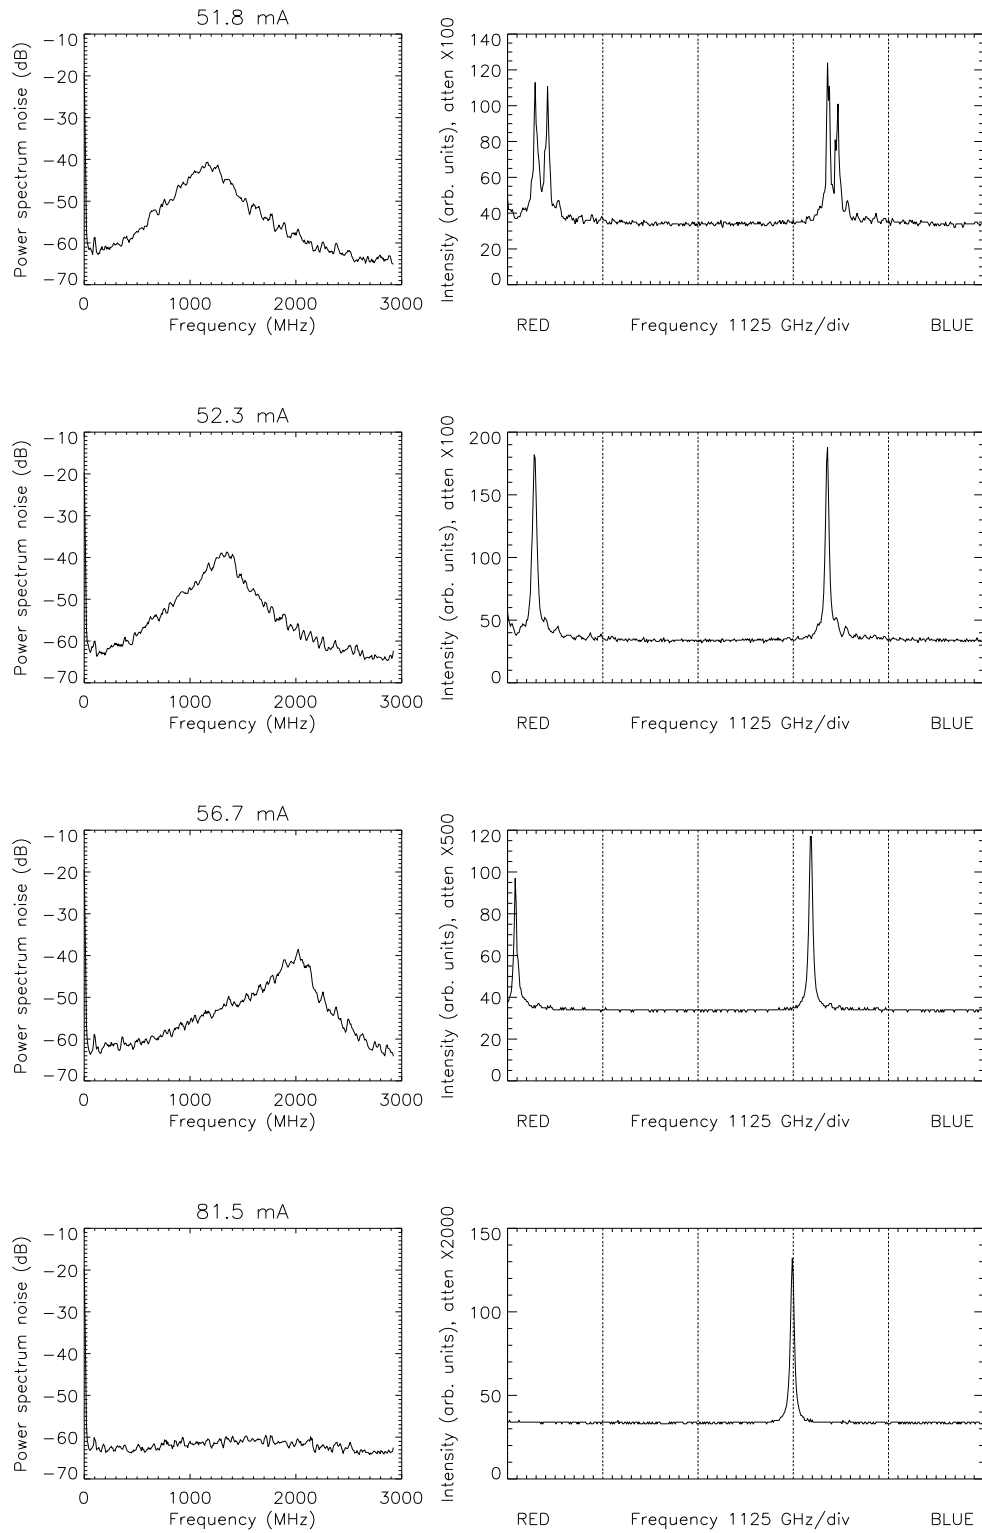 51.8 mA
Power spectrum noise (dB)
−10
−20
−30
−40
−50
−60
−70
0 1000 2000 3000
Frequency (MHz)
Intensity (arb. units), atten X100
140
120
100
80
60
40
20
0
RED Frequency 1125 GHz/div BLUE
52.3 mA
Power spectrum noise (dB)
−10
−20
−30
−40
−50
−60
−70
0 1000 2000 3000
Frequency (MHz)
Intensity (arb. units), atten X100
200
150
100
50
0
RED Frequency 1125 GHz/div BLUE
56.7 mA
Power spectrum noise (dB)
−10
−20
−30
−40
−50
−60
−70
0 1000 2000 3000
Frequency (MHz)
Intensity (arb. units), atten X500
120
100
80
60
40
20
0
RED Frequency 1125 GHz/div BLUE
81.5 mA
Power spectrum noise (dB)
−10
−20
−30
−40
−50
−60
−70
0 1000 2000 3000
Frequency (MHz)
Intensity (arb. units), atten X2000
150
100
50
0
RED Frequency 1125 GHz/div BLUE